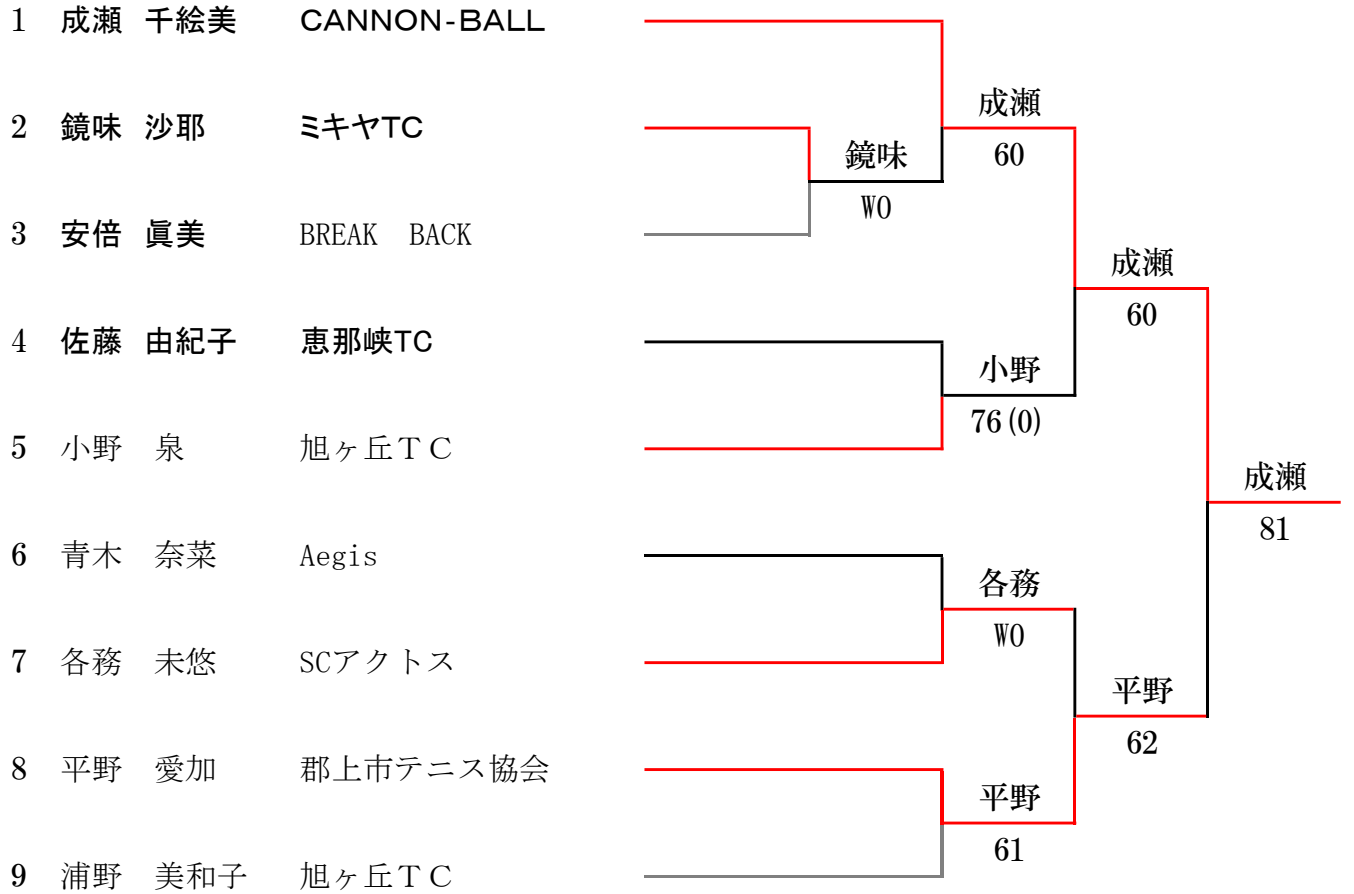 1 成瀬 千絵美 CANNON-BALL
成瀬
2 鏡味 沙耶 ミキヤTC
鏡味 60
WO
3 安倍 眞美 BREAK BACK
成瀬
60
4 佐藤 由紀子 恵那峡TC
小野
76(0)
5 小野 泉 旭ヶ丘TC
成瀬
81
6 青木 奈菜 Aegis
各務
WO
7 各務 未悠 SCアクトス
平野
62
8 平野 愛加 郡上市テニス協会
平野
61
9 浦野 美和子 旭ヶ丘TC